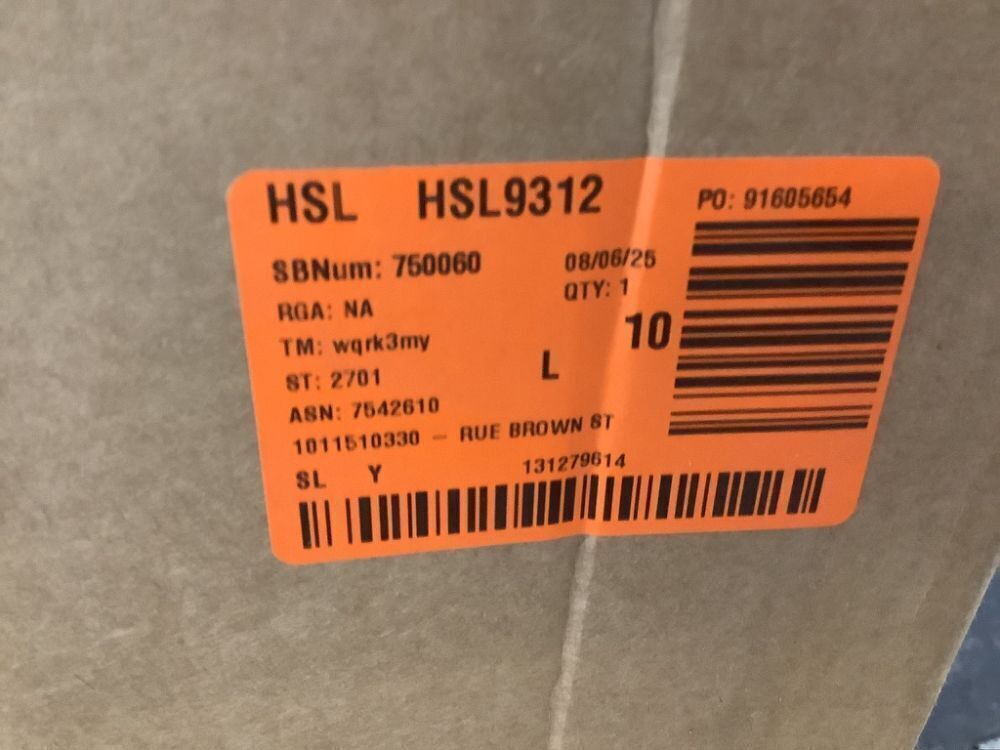 HSL HSL9312 PO: 91605654
SBNum: 750060 08/06/25
RGA: NA QTY: 1
TM: wqrk3my L 10
ST: 2701
ASN: 7542610
1011510330 – RUE BROWN ST
SL Y 131279614